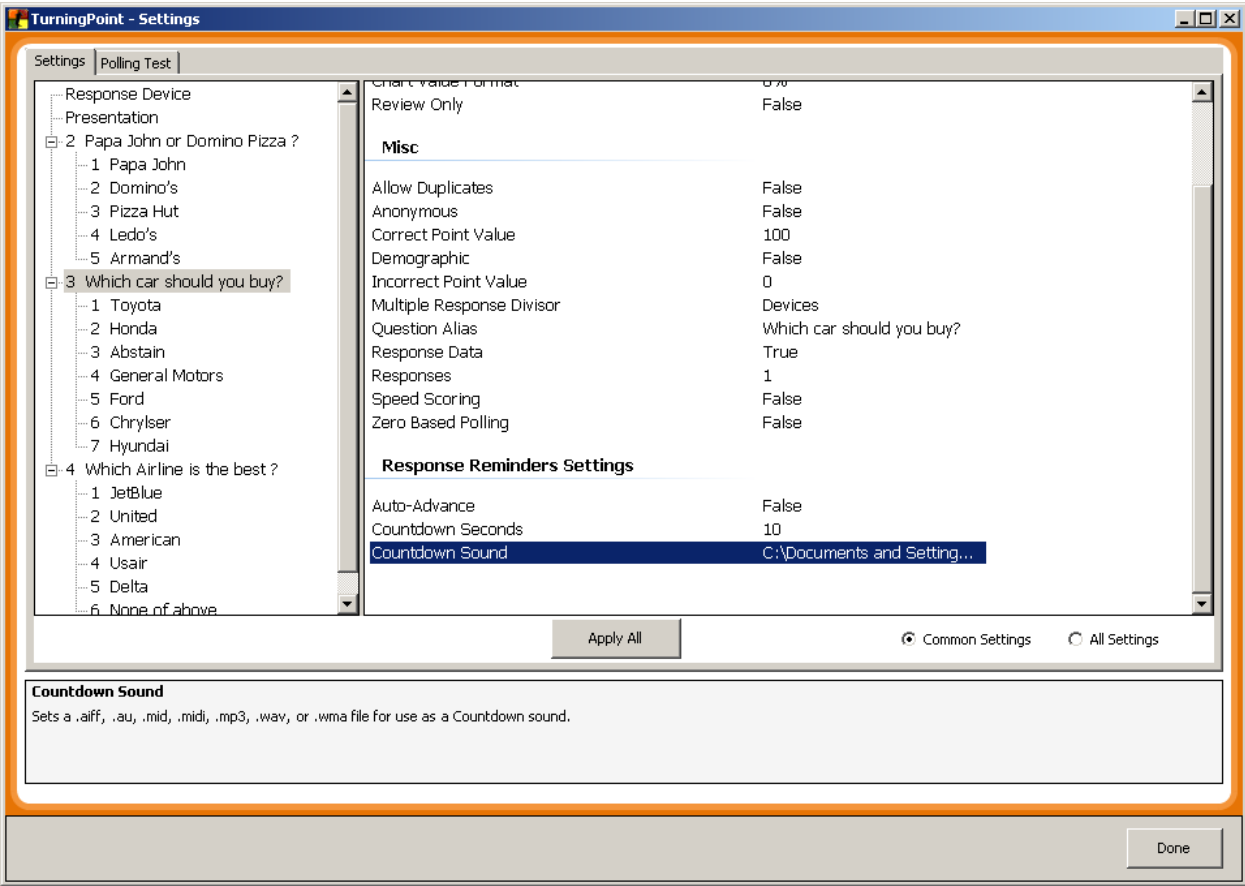 TurningPoint - Settings
Settings
Polling Test
Response Device
Presentation
2 Papa John or Domino Pizza ?
1 Papa John
2 Domino's
3 Pizza Hut
4 Ledo's
5 Armand's
3 Which car should you buy?
1 Toyota
2 Honda
3 Abstain
4 General Motors
5 Ford
6 Chrylser
7 Hyundai
4 Which Airline is the best ?
1 JetBlue
2 United
3 American
4 Usair
5 Delta
6 None of above
Chart Value Format 0%
Review Only False
Misc
Allow Duplicates False
Anonymous False
Correct Point Value 100
Demographic False
Incorrect Point Value 0
Multiple Response Divisor Devices
Question Alias Which car should you buy?
Response Data True
Responses 1
Speed Scoring False
Zero Based Polling False
Response Reminders Settings
Auto-Advance False
Countdown Seconds 10
Countdown Sound C:\Documents and Setting...
Apply All
Common Settings
All Settings
Countdown Sound
Sets a .aiff, .au, .mid, .midi, .mp3, .wav, or .wma file for use as a Countdown sound.
Done